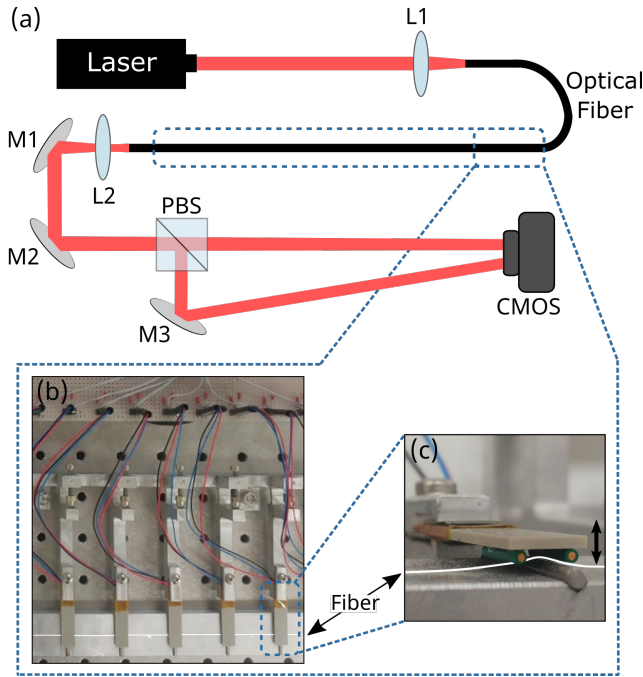 (a)
L1
Laser
Optical
Fiber
M1
L2
PBS
M2
M3
CMOS
(b)
(c)
Fiber